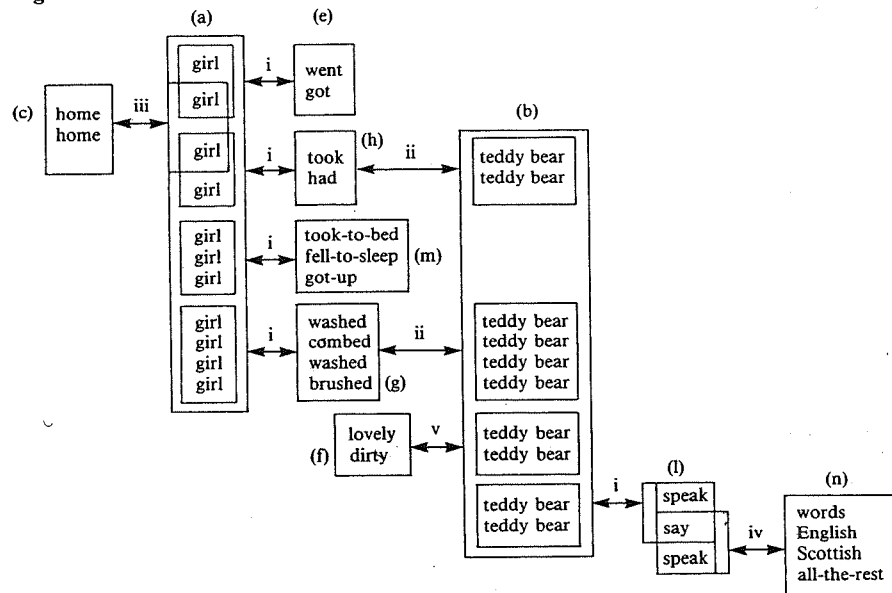 (a)
(e)
girl
i
went
got
girl
(c)
home
home
iii
(b)
girl
i
took
had
(h)
ii
teddy bear
teddy bear
girl
girl
girl
girl
i
took-to-bed
fell-to-sleep
got-up
(m)
girl
girl
girl
girl
i
washed
combed
washed
brushed
(g)
ii
teddy bear
teddy bear
teddy bear
teddy bear
(f)
lovely
dirty
v
teddy bear
teddy bear
teddy bear
teddy bear
i
(l)
speak
say
speak
iv
(n)
words
English
Scottish
all-the-rest